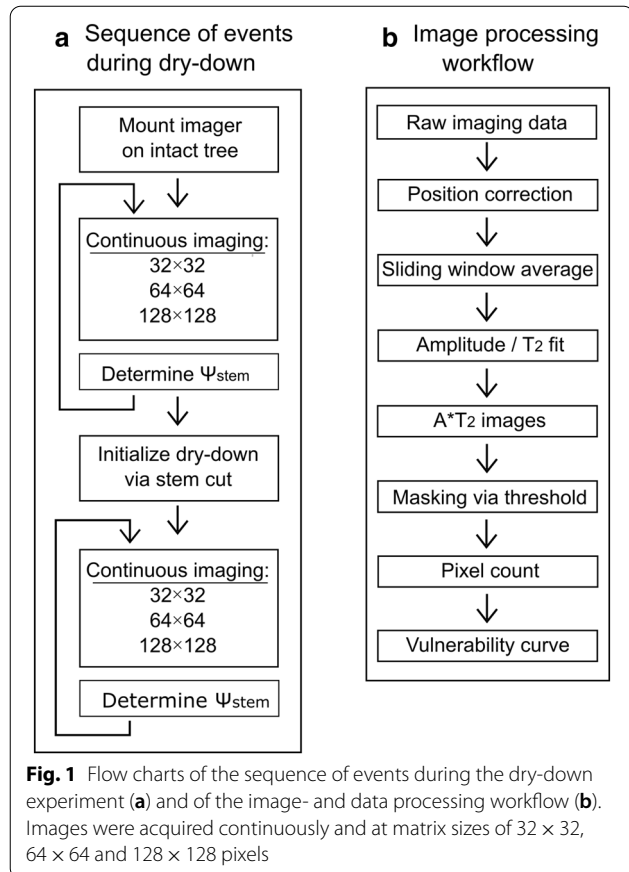 a Sequence of events
during dry-down
Mount imager
on intact tree
Continuous imaging:
32×32
64×64
128×128
Determine Ψstem
Initialize dry-down
via stem cut
Continuous imaging:
32×32
64×64
128×128
Determine Ψstem
b Image processing
workflow
Raw imaging data
Position correction
Sliding window average
Amplitude / T2 fit
A*T2 images
Masking via threshold
Pixel count
Vulnerability curve
Fig. 1 Flow charts of the sequence of events during the dry-down
experiment (a) and of the image- and data processing workflow (b).
Images were acquired continuously and at matrix sizes of 32 × 32,
64 × 64 and 128 × 128 pixels